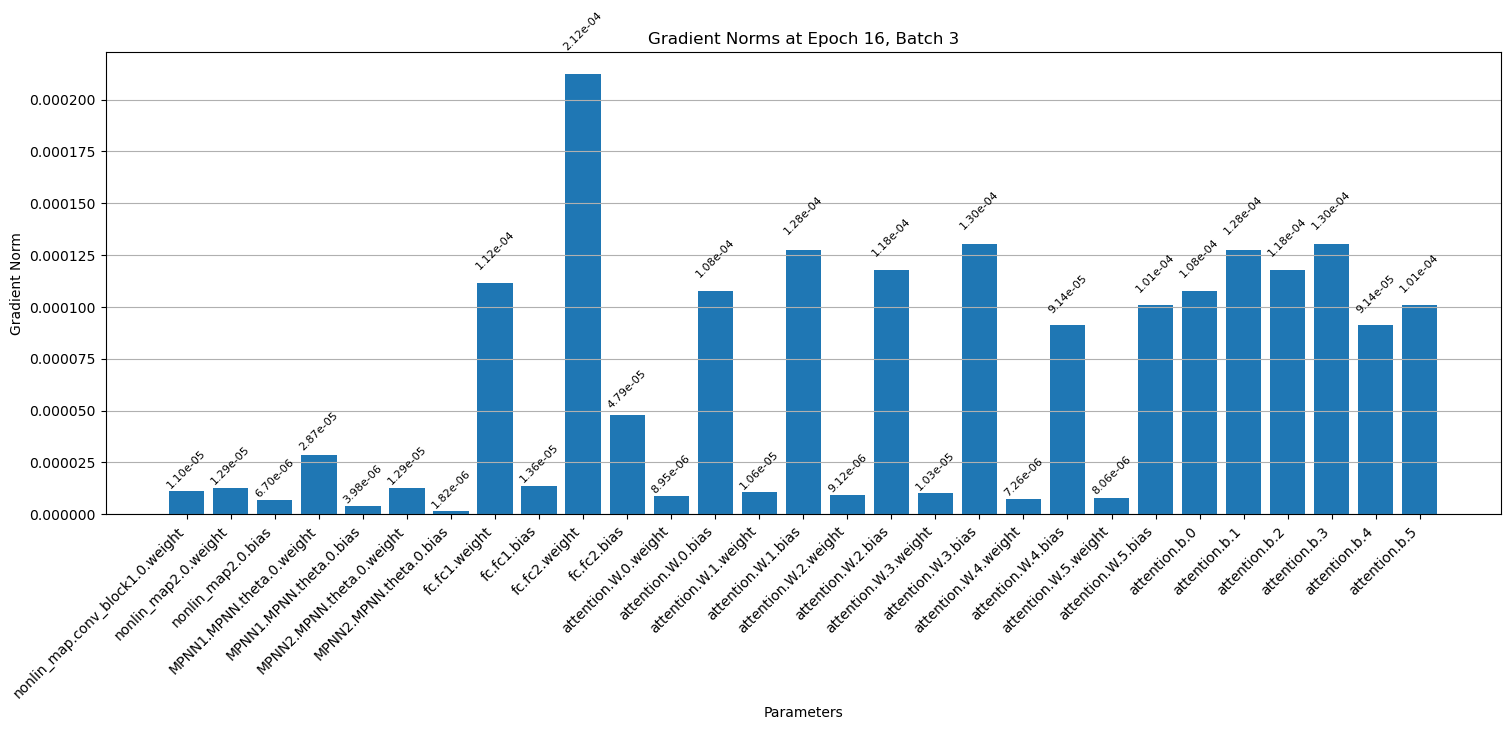 Gradient Norms at Epoch 16, Batch 3
Gradient Norm
0.000200
0.000175
0.000150
0.000125
0.000100
0.000075
0.000050
0.000025
0.000000
1.10e-05
1.29e-05
6.70e-06
2.87e-05
3.98e-06
1.29e-05
1.82e-06
1.12e-04
1.36e-05
2.12e-04
4.79e-05
8.95e-06
1.08e-04
1.06e-05
1.28e-04
9.12e-06
1.18e-04
1.03e-05
1.30e-04
7.26e-06
9.14e-05
8.06e-06
1.01e-04
1.08e-04
1.28e-04
1.18e-04
1.30e-04
9.14e-05
1.01e-04
nonlin_map.conv_block1.0.weight
nonlin_map2.0.weight
nonlin_map2.0.bias
MPNN1.MPNN.theta.0.weight
MPNN1.MPNN.theta.0.bias
MPNN2.MPNN.theta.0.weight
MPNN2.MPNN.theta.0.bias
fc.fc1.weight
fc.fc1.bias
fc.fc2.weight
fc.fc2.bias
attention.W.0.weight
attention.W.0.bias
attention.W.1.weight
attention.W.1.bias
attention.W.2.weight
attention.W.2.bias
attention.W.3.weight
attention.W.3.bias
attention.W.4.weight
attention.W.4.bias
attention.W.5.weight
attention.W.5.bias
attention.b.0
attention.b.1
attention.b.2
attention.b.3
attention.b.4
attention.b.5
Parameters